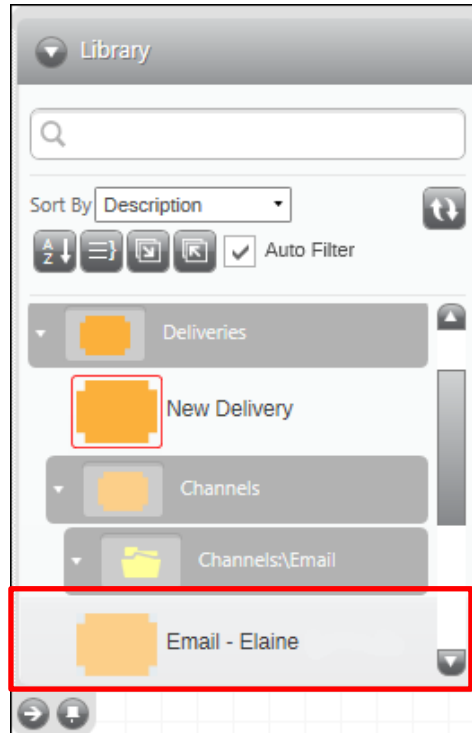 Library
Sort By Description
A Z Auto Filter
Deliveries
New Delivery
Channels
Channels:\Email
Email - Elaine